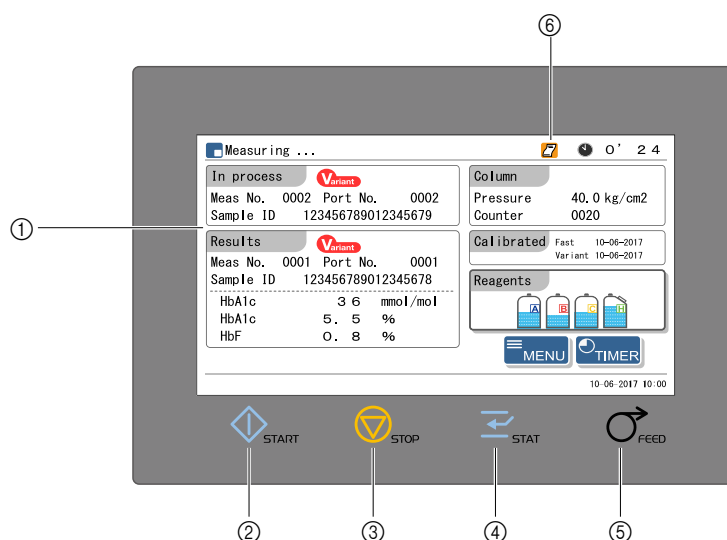 ⑥
Measuring ... 0' 24
In process Variant
Meas No. 0002 Port No. 0002
Sample ID 123456789012345679
Column
Pressure 40.0 kg/cm2
Counter 0020
①
Results Variant
Meas No. 0001 Port No. 0001
Sample ID 123456789012345678
HbA1c 36 mmol/mol
HbA1c 5.5 %
HbF 0.8 %
Calibrated Fast 10-06-2017
Variant 10-06-2017
Reagents
A B C H
MENU TIMER
10-06-2017 10:00
START STOP STAT FEED
② ③ ④ ⑤